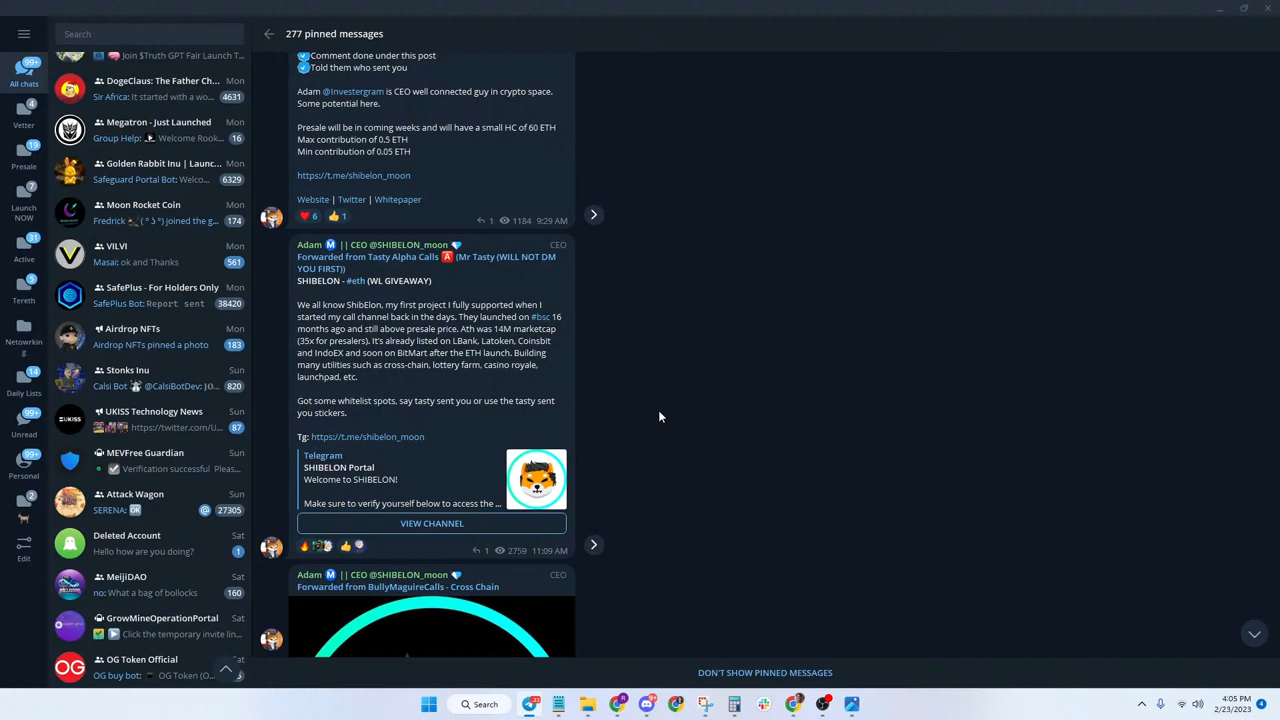 Search
277 pinned messages
99+
All chats
4
Vetter
19
Presale
7
Launch
NOW
31
Active
5
Tereth
Netowrking
14
Daily Lists
99+
Unread
99+
Personal
2
Edit
Join $Truth GPT Fair Launch T...
DogeClaus: The Father Ch... Mon
Sir Africa: It started with a wo... 4631
Megatron - Just Launched Mon
Group Help: Welcome Rook... 16
Golden Rabbit Inu | Launc... Mon
Safeguard Portal Bot: Welco... 6329
Moon Rocket Coin Mon
Fredrick ( ° ʖ °) joined the g... 174
VILVI Mon
Masai: ok and Thanks 561
SafePlus - For Holders Only Mon
SafePlus Bot: Report sent 38420
Airdrop NFTs Mon
Airdrop NFTs pinned a photo 183
Stonks Inu Sun
Calsi Bot @CalsiBotDev: 820
UKISS Technology News Sun
https://twitter.com/U... 87
UKISS
MEVFree Guardian Sun
Verification successful Pleas...
Attack Wagon Sun
SERENA: OK @ 27305
Deleted Account Sat
Hello how are you? 1
MeijiDAO Sat
no: What a bag of bollocks 160
GrowMineOperationPortal Sat
Click the temporary invite lin...
OG
OG Token Official Sat
OG buy bot: OG Token (O...
Comment done under this post
Told them who sent you
Adam @Investergram is CEO well connected guy in crypto space.
Some potential here.
Presale will be in coming weeks and will have a small HC of 60 ETH
Max contribution of 0.5 ETH
Min contribution of 0.05 ETH
https://t.me/shibelon_moon
Website | Twitter | Whitepaper
6 1 1 1184 9:29 AM
Adam M || CEO @SHIBELON_moon CEO
Forwarded from Tasty Alpha Calls A (Mr Tasty (WILL NOT DM
YOU FIRST))
SHIBELON - #eth (WL GIVEAWAY)
We all know ShibElon, my first project I fully supported when I
started my call channel back in the days. They launched on #bsc 16
months ago and still above presale price. Ath was 14M marketcap
(35x for presalers). It's already listed on LBank, Latoken, Coinsbit
and IndoEX and soon on BitMart after the ETH launch. Building
many utilities such as cross-chain, lottery farm, casino royale,
launchpad, etc.
Got some whitelist spots, say tasty sent you or use the tasty sent
you stickers.
Tg: https://t.me/shibelon_moon
Telegram
SHIBELON Portal
Welcome to SHIBELON!
Make sure to verify yourself below to access the ...
VIEW CHANNEL
1 2759 11:09 AM
Adam M || CEO @SHIBELON_moon CEO
Forwarded from BullyMaguireCalls - Cross Chain
DON'T SHOW PINNED MESSAGES
Search
4:05 PM
2/23/2023